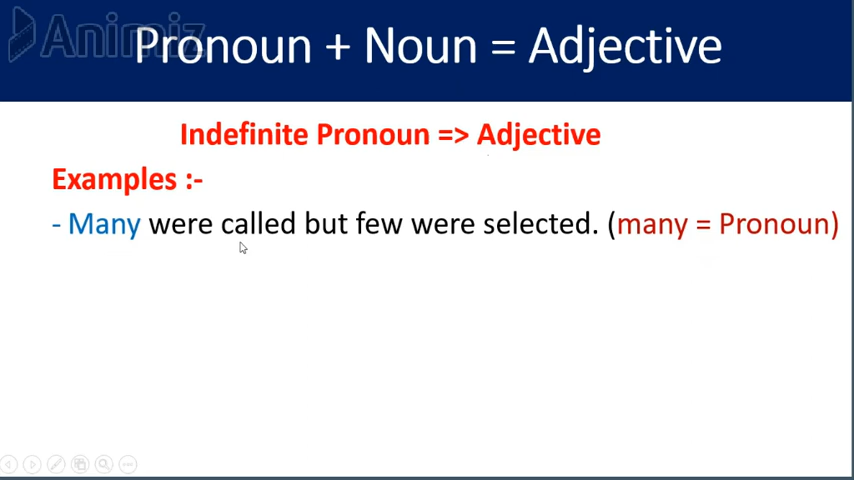 Animiz
Pronoun + Noun = Adjective
Indefinite Pronoun => Adjective
Examples :-
- Many were called but few were selected. (many = Pronoun)